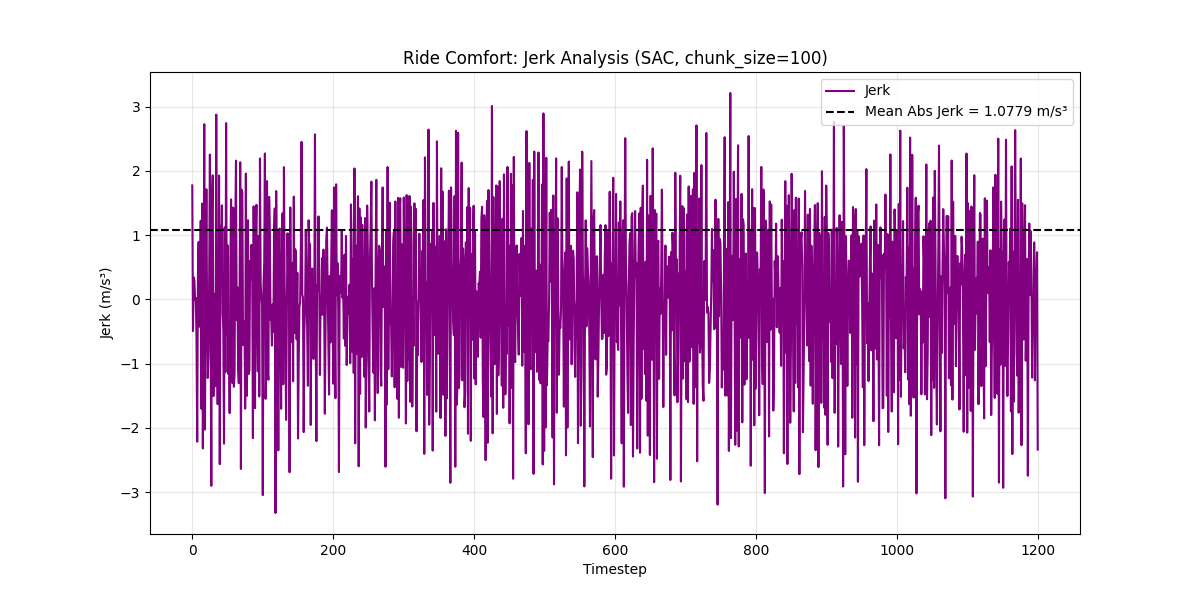 Ride Comfort: Jerk Analysis (SAC, chunk_size=100)
Jerk
Mean Abs Jerk = 1.0779 m/s³
Jerk (m/s³)
3
2
1
0
−1
−2
−3
0 200 400 600 800 1000 1200
Timestep